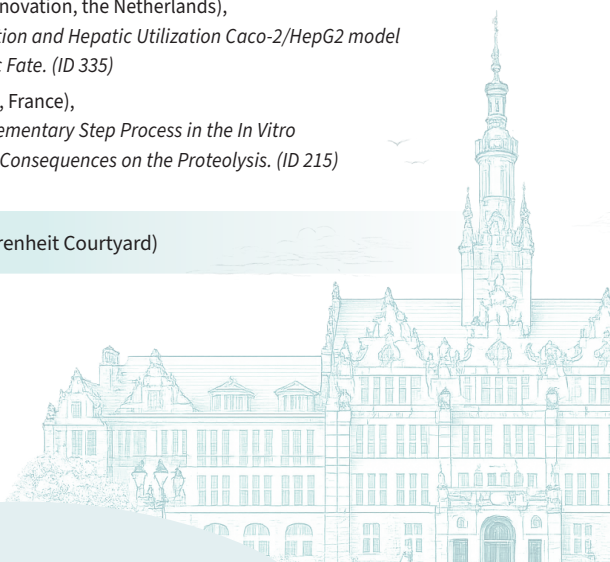 novation, the Netherlands),
tion and Hepatic Utilization Caco-2/HepG2 model
Fate. (ID 335)
, France),
ementary Step Process in the In Vitro
Consequences on the Proteolysis. (ID 215)
renheit Courtyard)